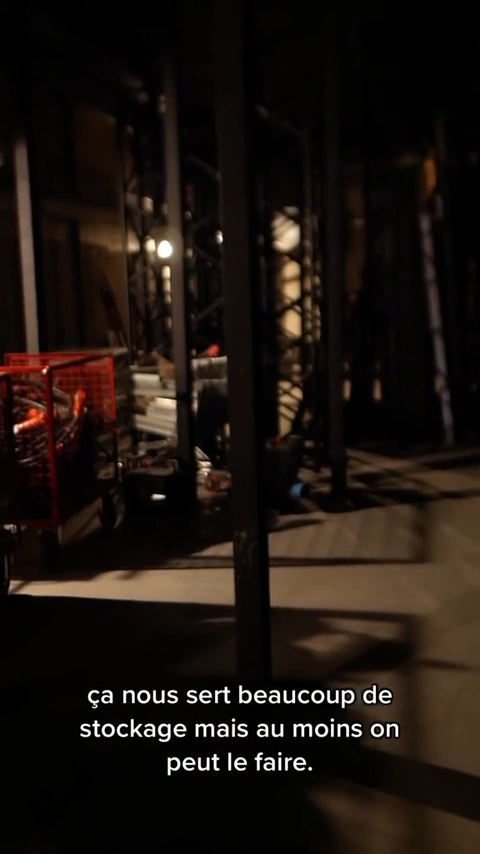 ça nous sert beaucoup de
stockage mais au moins on
peut le faire.